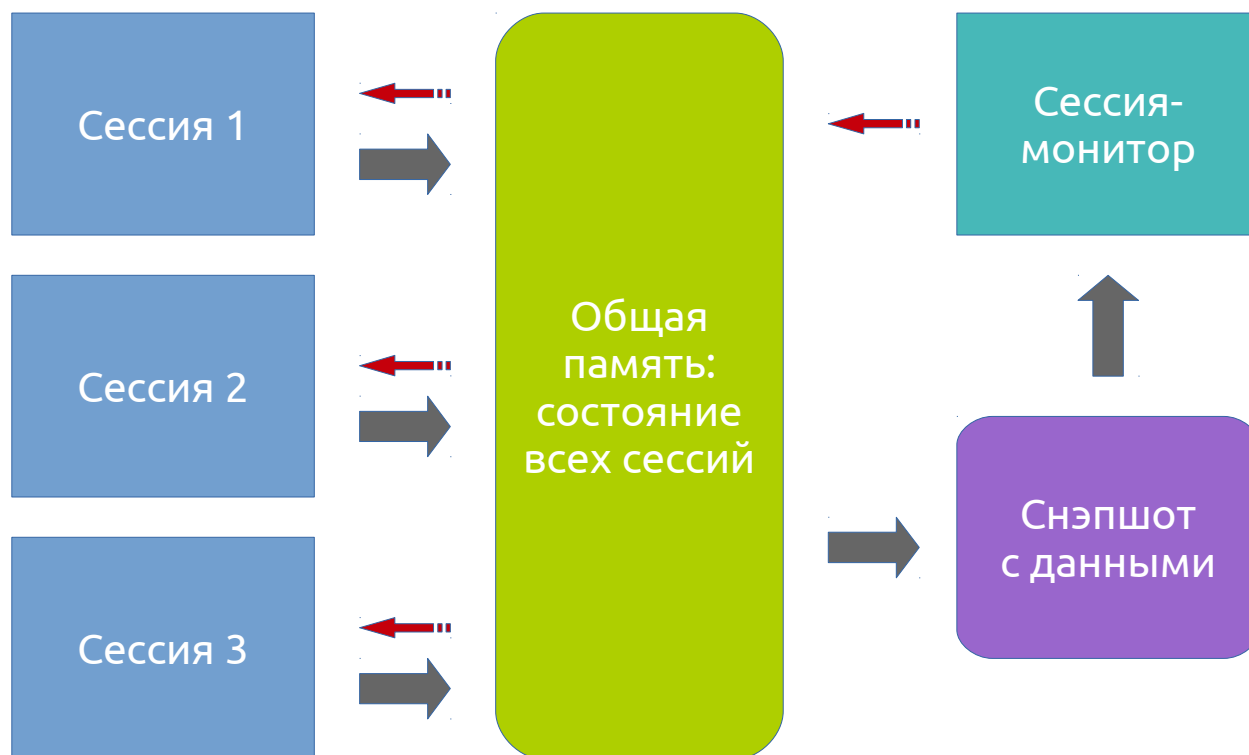 Сессия 1
Сессия 2
Сессия 3
Общая
память:
состояние
всех сессий
Сессия-
монитор
Снэпшот
с данными